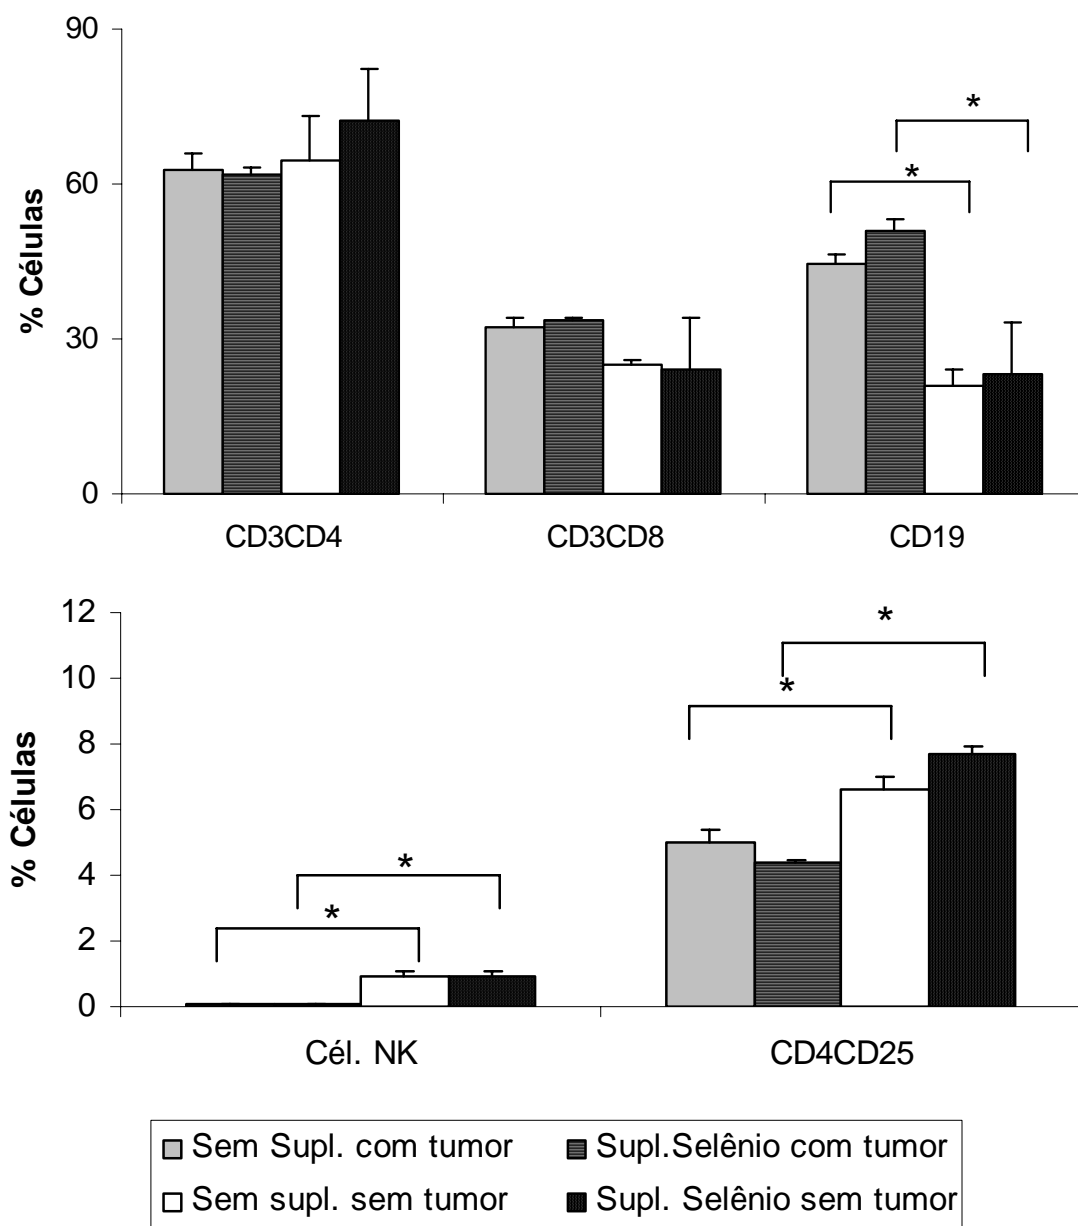 90
60
30
0
% Células
*
*
CD3CD4 CD3CD8 CD19
12
10
8
6
4
2
0
% Células
*
*
*
*
Cél. NK CD4CD25
Sem Supl. com tumor Supl.Selênio com tumor
Sem supl. sem tumor Supl. Selênio sem tumor